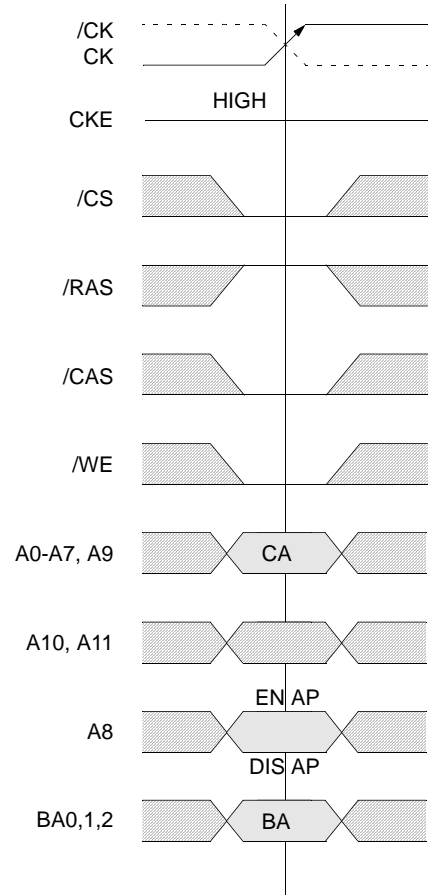 /CK
CK
HIGH
CKE
/CS
/RAS
/CAS
/WE
A0-A7, A9 CA
A10, A11
EN AP
A8
DIS AP
BA0,1,2 BA